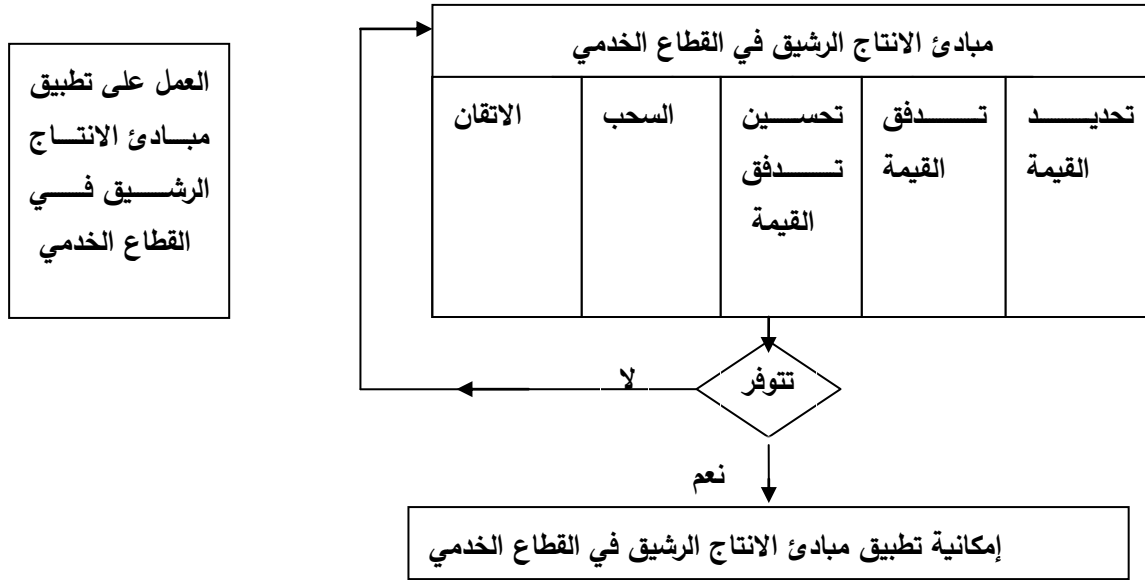 مبادئ الانتاج الرشيق في القطاع الخدمي
تحديد
القيمة
تدفق
القيمة
تحسين
تدفق
القيمة
السحب
الاتقان
العمل على تطبيق
مبادئ الانتاج
الرشيق في
القطاع الخدمي
تتوفر
لا
نعم
إمكانية تطبيق مبادئ الانتاج الرشيق في القطاع الخدمي